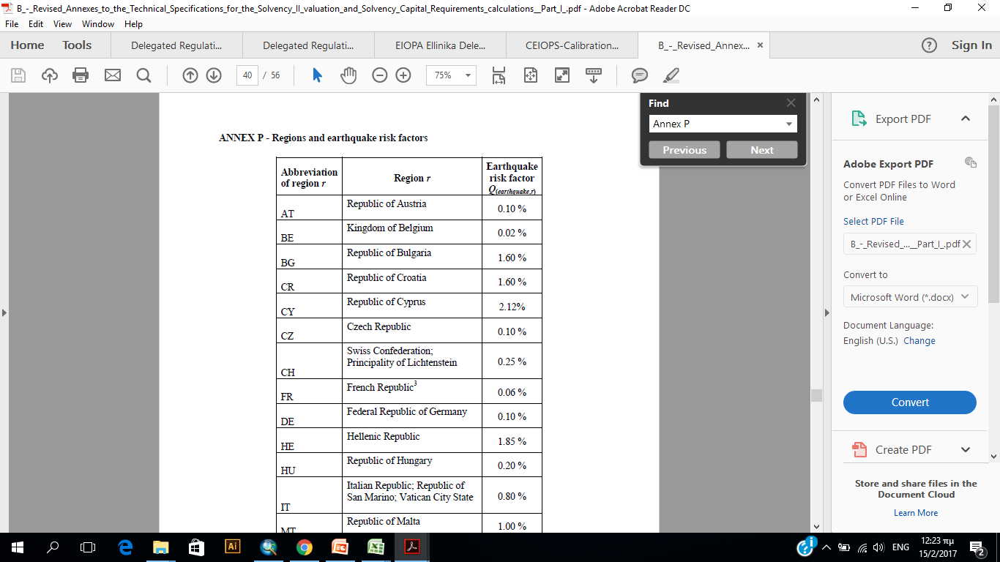 B_-_Revised_Annexes_to_the_Technical_Specifications_for_the_Solvency_II_valuation_and_Solvency_Capital_Requirements_calculations__Part_I_.pdf - Adobe Acrobat Reader DC
File Edit View Window Help
Home Tools Delegated Regulati... Delegated Regulati... EIOPA Ellinika Dele... CEIOPS-Calibration... B_-_Revised_Annex... × ? Sign In
40 / 56 75%
Find
Annex P
Previous Next
ANNEX P - Regions and earthquake risk factors
Abbreviation of region r Region r Earthquake risk factor Q(earthquake,r)
AT Republic of Austria 0.10 %
BE Kingdom of Belgium 0.02 %
BG Republic of Bulgaria 1.60 %
CR Republic of Croatia 1.60 %
CY Republic of Cyprus 2.12%
CZ Czech Republic 0.10 %
CH Swiss Confederation; Principality of Lichtenstein 0.25 %
FR French Republic3 0.06 %
DE Federal Republic of Germany 0.10 %
HE Hellenic Republic 1.85 %
HU Republic of Hungary 0.20 %
IT Italian Republic; Republic of San Marino; Vatican City State 0.80 %
MT Republic of Malta 1.00 %
Export PDF
Adobe Export PDF
Convert PDF Files to Word
or Excel Online
Select PDF File
B_-_Revised_...__Part_I_.pdf
Convert to
Microsoft Word (*.docx)
Document Language:
English (U.S.) Change
Convert
Create PDF
Store and share files in the
Document Cloud
Learn More
Ai
ΕΝG 12:23 πμ
15/2/2017
2